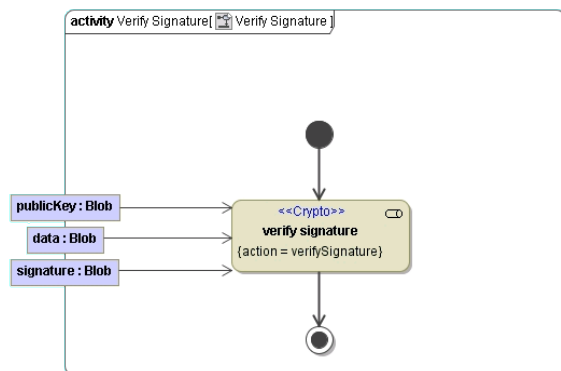 activity Verify Signature[ Verify Signature ]
publicKey : Blob
data : Blob
signature : Blob
<<Crypto>>
verify signature
{action = verifySignature}